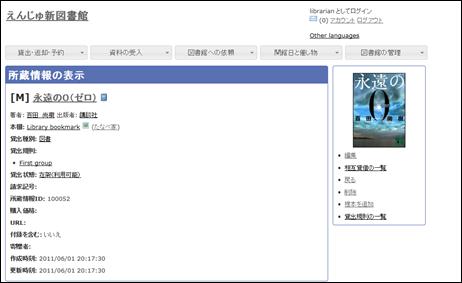 えんじゅ新図書館
librarian としてログイン
(0) アカウント ログアウト
Other languages
貸出・返却・予約
資料の受入
図書館への依頼
開館日と催し物
図書館の管理
所蔵情報の表示
[M] 永遠の0(ゼロ)
著者: 百田 尚樹 出版者: 講談社
本棚: Library bookmark (たなべ家)
貸出種別: 図書
貸出規則:
First group
貸出状態: 在架(利用可能)
請求記号:
所蔵情報ID: 100052
購入価格:
URL:
付録を含む: いいえ
寄贈者:
作成時刻: 2011/06/01 20:17:30
更新時刻: 2011/06/01 20:17:30
永遠の
0
百田尚樹
編集
相互貸借の一覧
戻る
削除
複本を追加
貸出規則の一覧